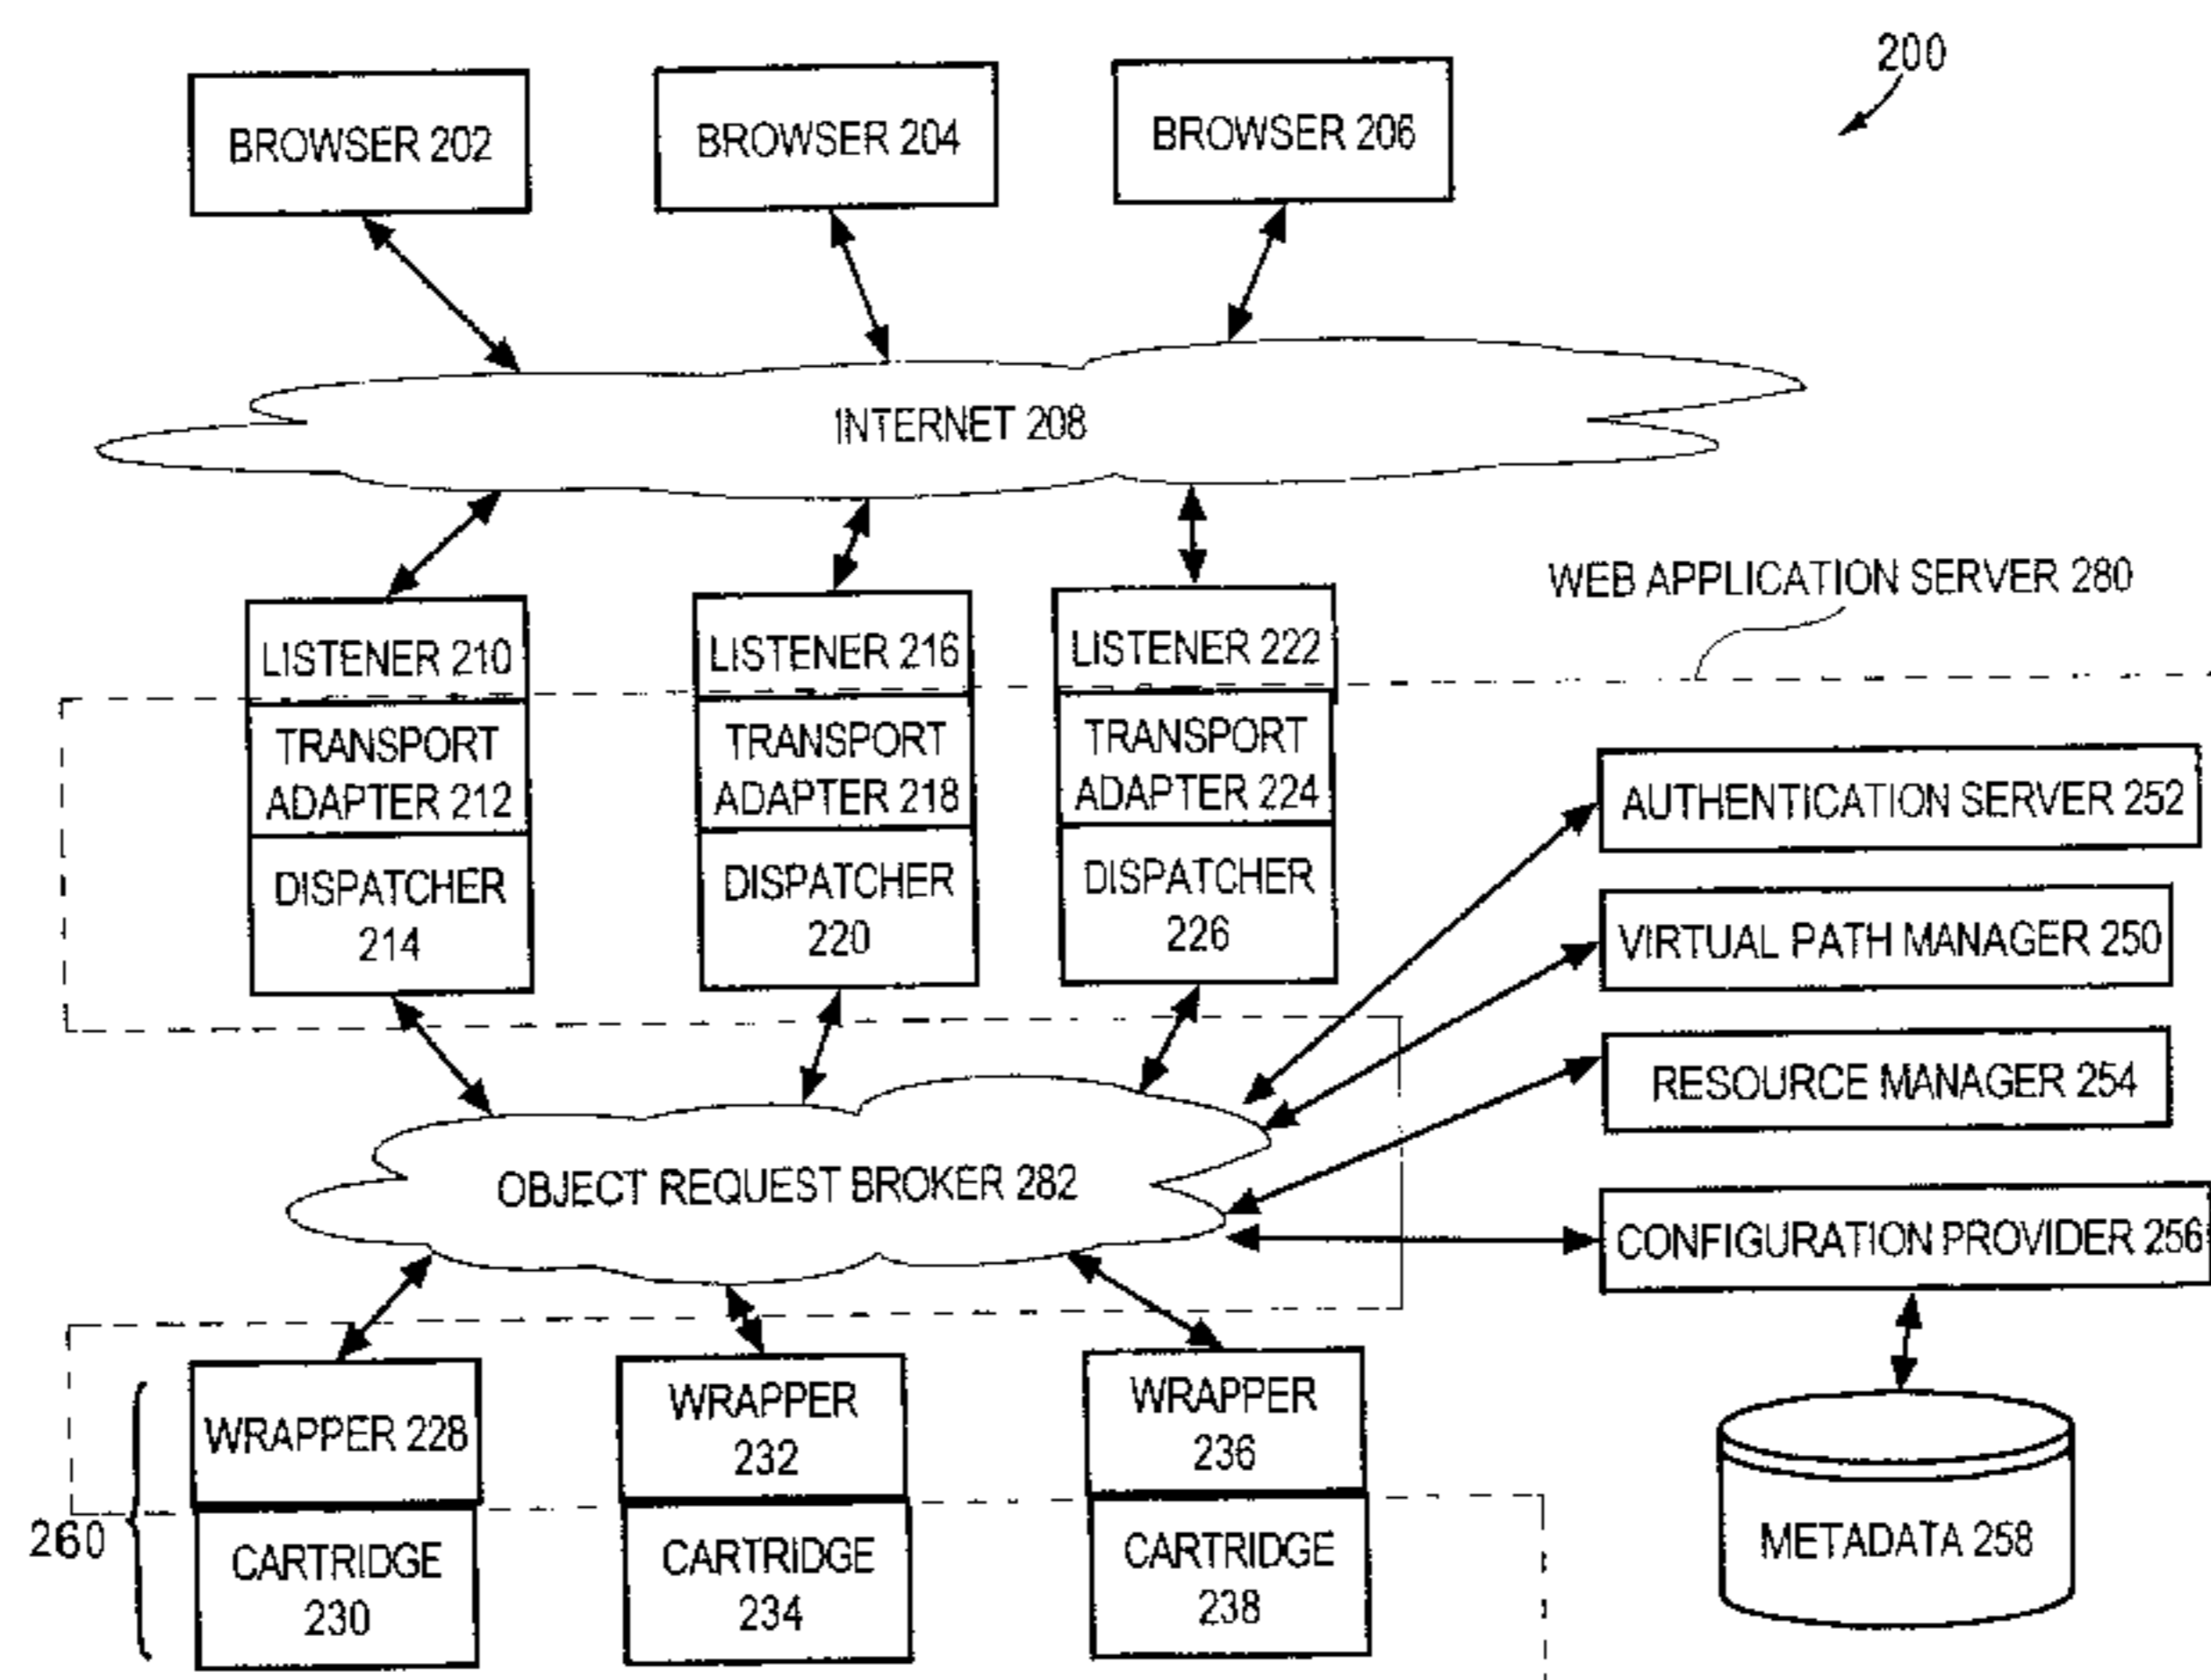 200
BROWSER 202
BROWSER 204
BROWSER 206
INTERNET 208
WEB APPLICATION SERVER 280
LISTENER 210
LISTENER 216
LISTENER 222
TRANSPORT
ADAPTER 212
TRANSPORT
ADAPTER 218
TRANSPORT
ADAPTER 224
DISPATCHER
214
DISPATCHER
220
DISPATCHER
226
AUTHENTICATION SERVER 252
VIRTUAL PATH MANAGER 250
RESOURCE MANAGER 254
OBJECT REQUEST BROKER 282
CONFIGURATION PROVIDER 256
WRAPPER 228
WRAPPER
232
WRAPPER
236
260
CARTRIDGE
230
CARTRIDGE
234
CARTRIDGE
238
METADATA 258